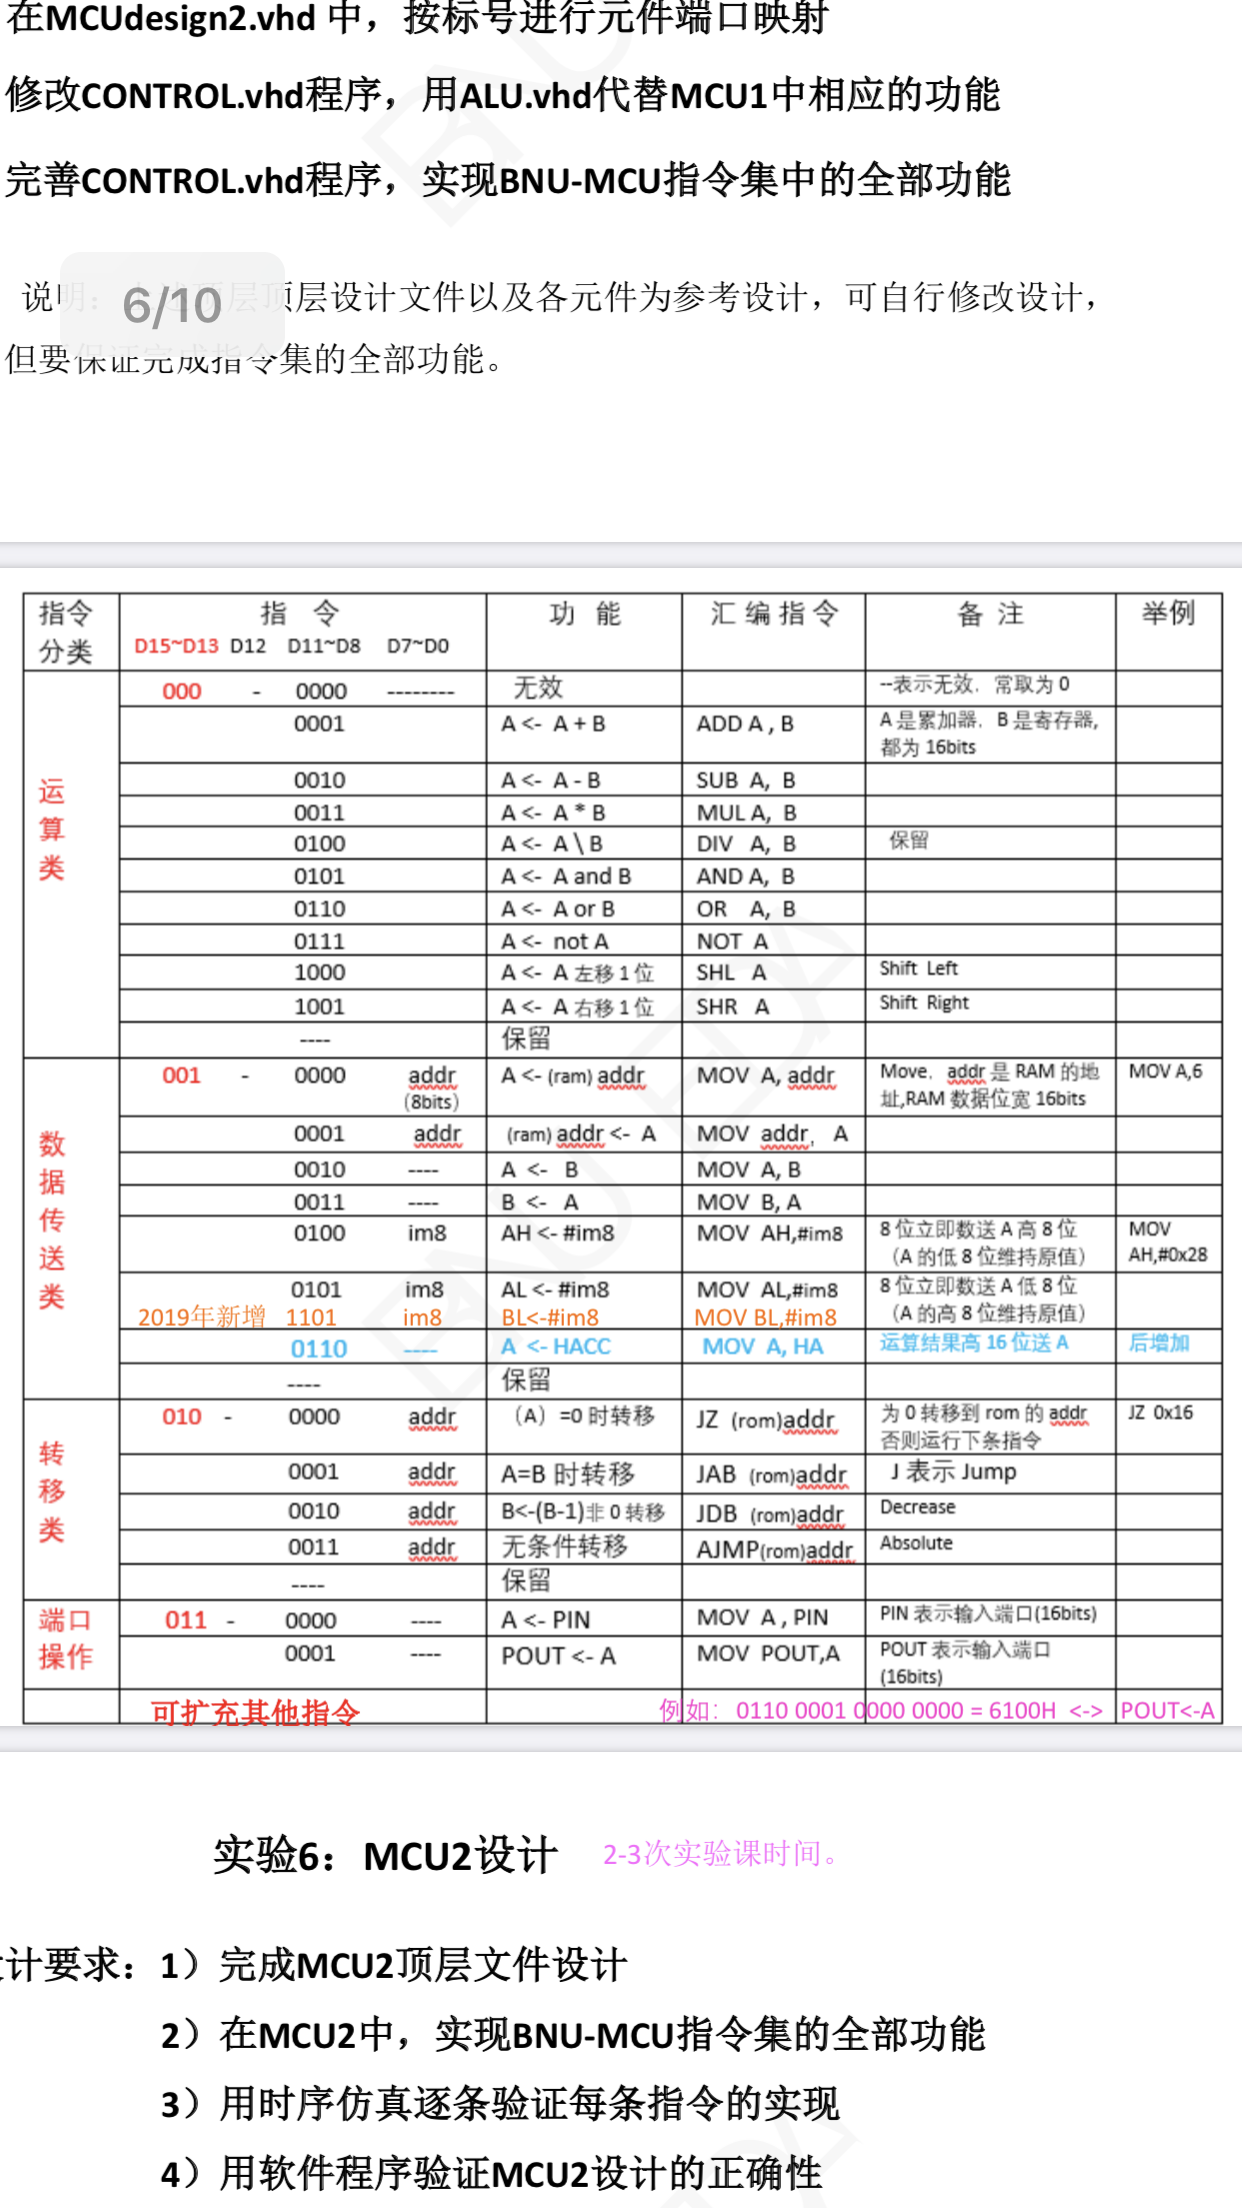 在MCUdesign2.vhd 中，按标号进行元件端口映射
修改CONTROL.vhd程序，用ALU.vhd代替MCU1中相应的功能
完善CONTROL.vhd程序，实现BNU-MCU指令集中的全部功能
说明：顶层设计文件以及各元件为参考设计，可自行修改设计，
6/10
但要保证完成指令集的全部功能。
指令分类 指 令 功 能 汇编指令 备 注 举例
D15~D13 D12 D11~D8 D7~D0
运算类
000 - 0000 -------- 无效 --表示无效，常取为 0
0001 A <- A + B ADD A , B A 是累加器，B 是寄存器，
都为 16bits
0010 A <- A - B SUB A, B
0011 A <- A * B MUL A, B
0100 A <- A \ B DIV A, B 保留
0101 A <- A and B AND A, B
0110 A <- A or B OR A, B
0111 A <- not A NOT A
1000 A <- A 左移 1 位 SHL A Shift Left
1001 A <- A 右移 1 位 SHR A Shift Right
---- 保留
数据传送类
001 - 0000 addr A <- (ram) addr MOV A, addr Move，addr 是 RAM 的地 MOV A,6
(8bits) 址,RAM 数据位宽 16bits
0001 addr (ram) addr <- A MOV addr, A
0010 ---- A <- B MOV A, B
0011 ---- B <- A MOV B, A
0100 im8 AH <- #im8 MOV AH,#im8 8 位立即数送 A 高 8 位 MOV
（A 的低 8 位维持原值） AH,#0x28
0101 im8 AL <- #im8 MOV AL,#im8 8 位立即数送 A 低 8 位
2019年新增 1101 im8 BL<-#im8 MOV BL,#im8 （A 的高 8 位维持原值）
0110 ---- A <- HACC MOV A, HA 运算结果高 16 位送 A 后增加
---- 保留
转移类
010 - 0000 addr （A）=0 时转移 JZ (rom)addr 为 0 转移到 rom 的 addr JZ 0x16
否则运行下条指令
0001 addr A=B 时转移 JAB (rom)addr J 表示 Jump
0010 addr B<-(B-1)非 0 转移 JDB (rom)addr Decrease
0011 addr 无条件转移 AJMP(rom)addr Absolute
---- 保留
端口操作
011 - 0000 ---- A <- PIN MOV A , PIN PIN 表示输入端口(16bits)
0001 ---- POUT <- A MOV POUT,A POUT 表示输入端口
(16bits)
可扩充其他指令 例如：0110 0001 0000 0000 = 6100H <-> POUT<-A
实验6：MCU2设计 2-3次实验课时间。
计要求：1）完成MCU2顶层文件设计
2）在MCU2中，实现BNU-MCU指令集的全部功能
3）用时序仿真逐条验证每条指令的实现
4）用软件程序验证MCU2设计的正确性